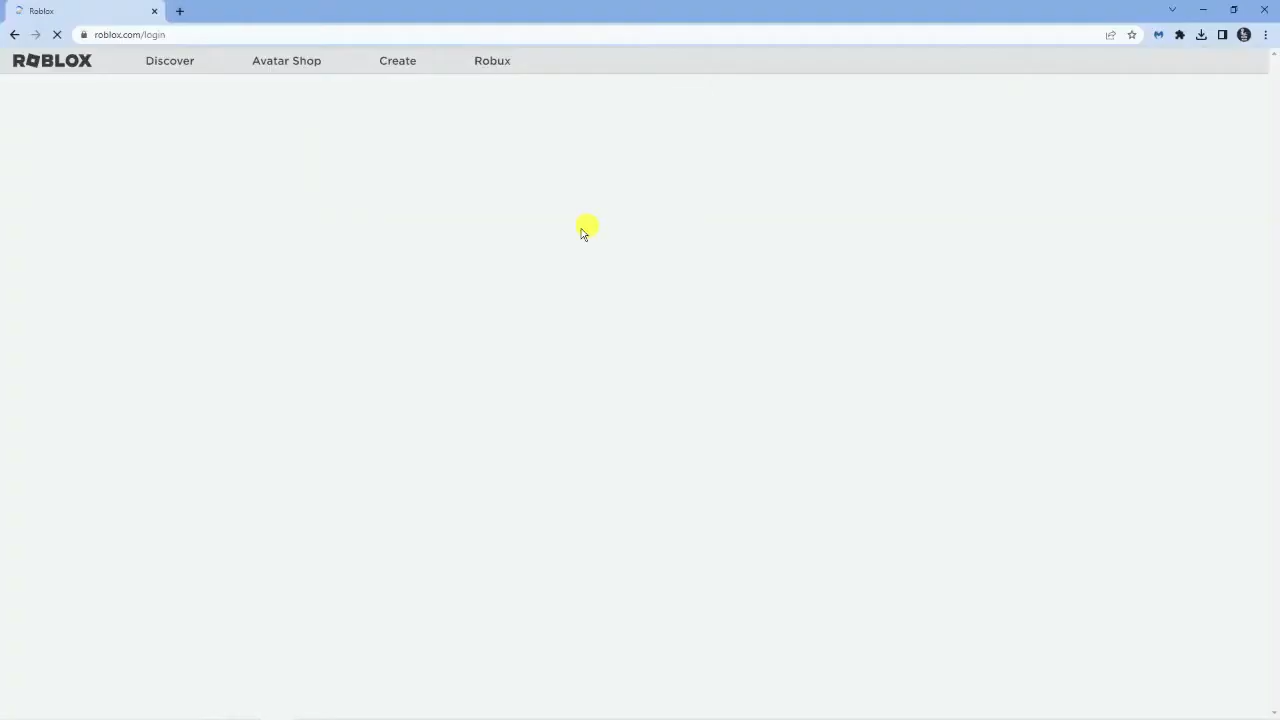 Roblox
roblox.com/login
ROBLOX
Discover
Avatar Shop
Create
Robux